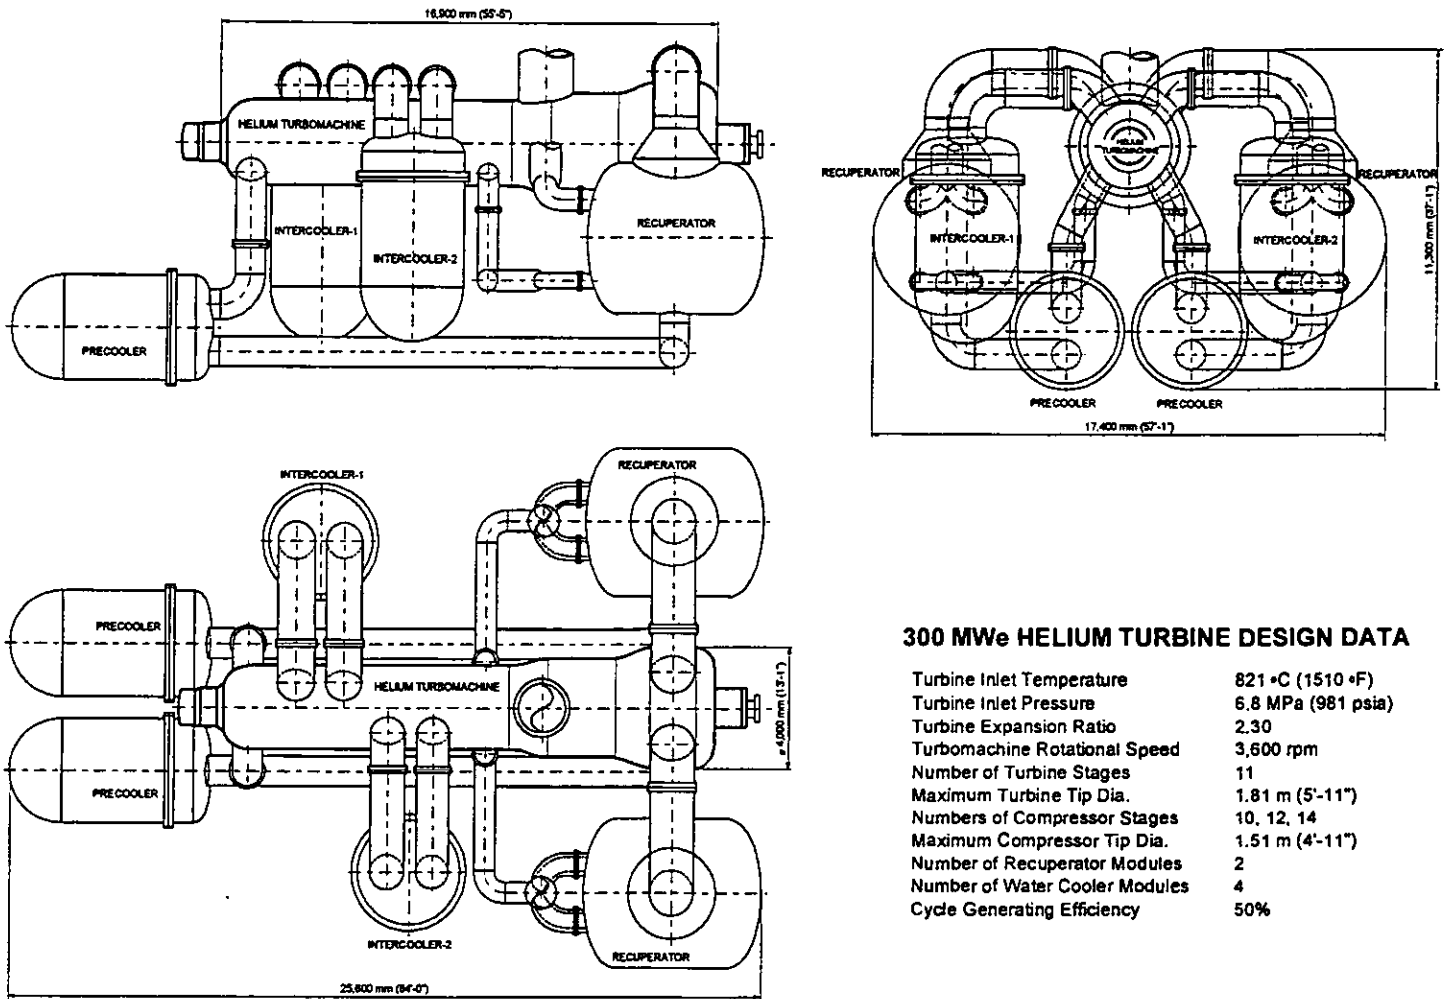 16,900 mm (55'-5")
HELIUM TURBOMACHINE
INTERCOOLER-1
INTERCOOLER-2
RECUPERATOR
PRECOOLER
HELIUM
TURBOMACHINE
RECUPERATOR
RECUPERATOR
INTERCOOLER-1
INTERCOOLER-2
11,300 mm (37'-1")
PRECOOLER
PRECOOLER
17,400 mm (57'-1")
INTERCOOLER-1
RECUPERATOR
PRECOOLER
HELIUM TURBOMACHINE
ø 4,000 mm (13'-1")
PRECOOLER
INTERCOOLER-2
RECUPERATOR
25,600 mm (84'-0")
300 MWe HELIUM TURBINE DESIGN DATA
Turbine Inlet Temperature 821 °C (1510 °F)
Turbine Inlet Pressure 6.8 MPa (981 psia)
Turbine Expansion Ratio 2.30
Turbomachine Rotational Speed 3,600 rpm
Number of Turbine Stages 11
Maximum Turbine Tip Dia. 1.81 m (5'-11")
Numbers of Compressor Stages 10, 12, 14
Maximum Compressor Tip Dia. 1.51 m (4'-11")
Number of Recuperator Modules 2
Number of Water Cooler Modules 4
Cycle Generating Efficiency 50%